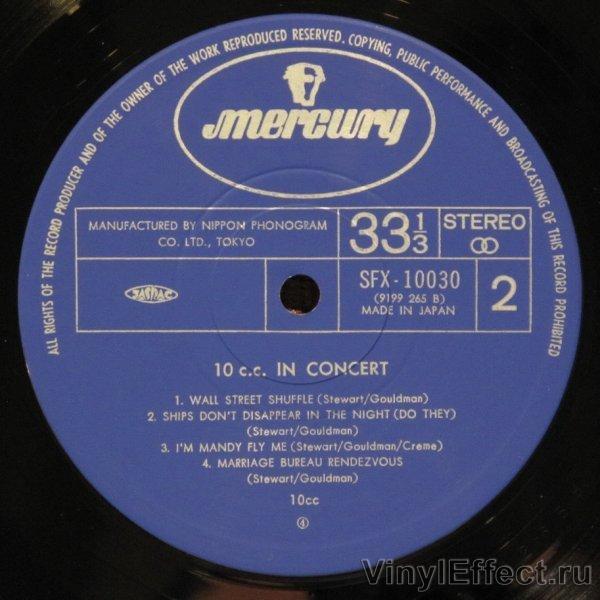 ALL RIGHTS OF THE RECORD PRODUCER AND OF THE OWNER OF THE WORK REPRODUCED RESERVED. COPYING, PUBLIC PERFORMANCE AND BROADCASTING OF THIS RECORD PROHIBITED
mercury
MANUFACTURED BY NIPPON PHONOGRAM
CO. LTD., TOKYO
33 1/3
STEREO
JASRAC
SFX-10030
(9199 265 B)
MADE IN JAPAN
2
10 c.c. IN CONCERT
1. WALL STREET SHUFFLE (Stewart/Gouldman)
2. SHIPS DON'T DISAPPEAR IN THE NIGHT (DO THEY)
(Stewart/Gouldman)
3. I'M MANDY FLY ME (Stewart/Gouldman/Creme)
4. MARRIAGE BUREAU RENDEZVOUS
(Stewart/Gouldman)
10cc
④
VinylEffect.ru